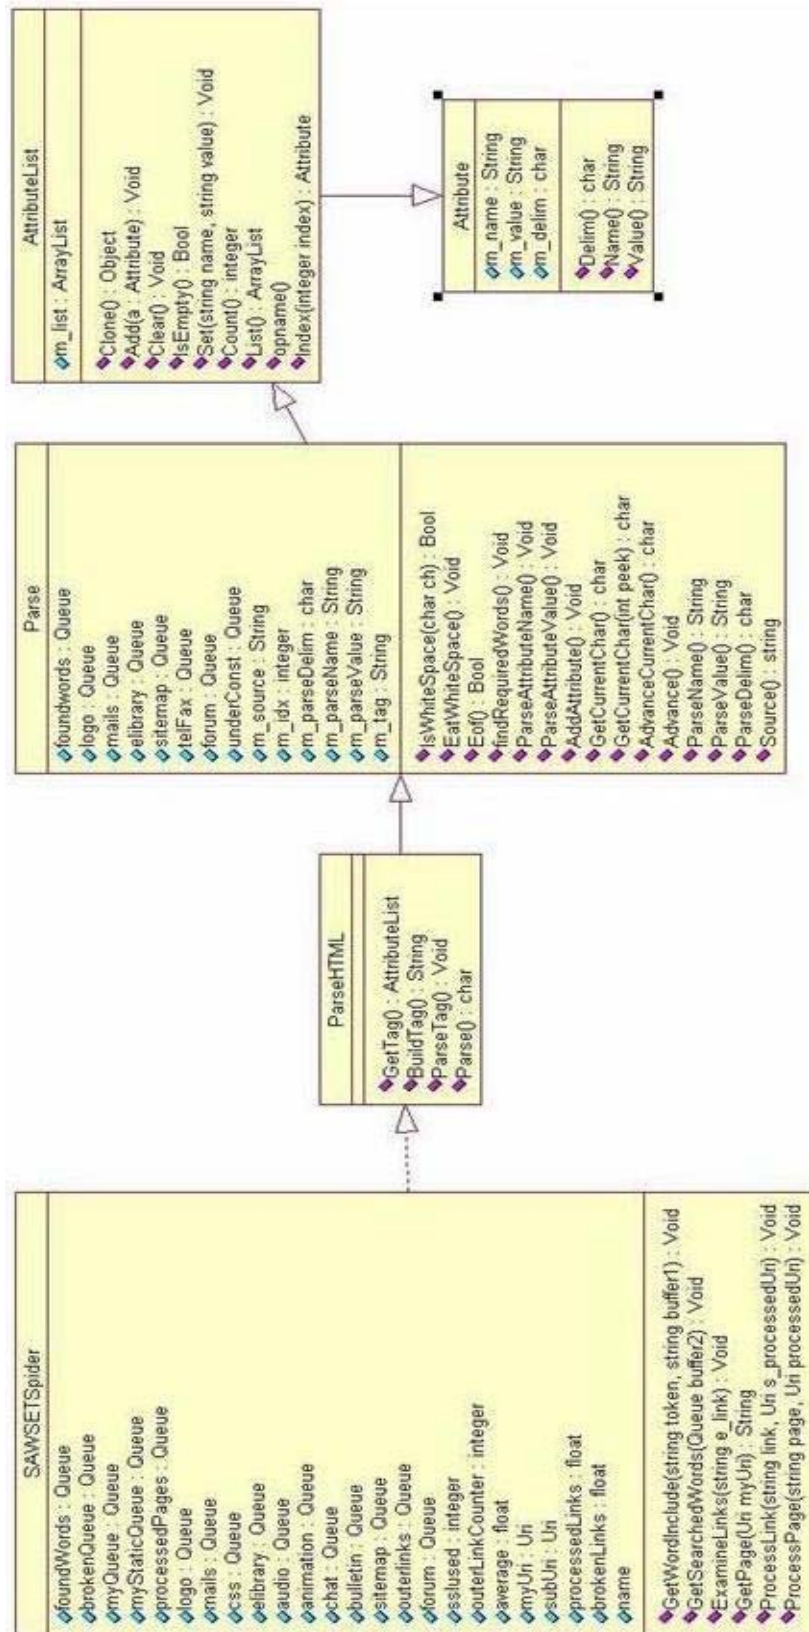 SAWSETSpider
foundWords : Queue
brokenQueue : Queue
myQueue : Queue
myStaticQueue : Queue
processedPages : Queue
logo : Queue
mails : Queue
css : Queue
elibrary : Queue
audio : Queue
animation : Queue
chat : Queue
bulletin : Queue
sitemap : Queue
outerlinks : Queue
forum : Queue
sslused : integer
outerLinkCounter : integer
average : float
myUri : Uri
subUri : Uri
processedLinks : float
brokenLinks : float
name
GetWordInclude(string token, string buffer1) : Void
GetSearchedWords(Queue buffer2) : Void
ExamineLinks(string e_link) : Void
GetPage(Uri myUri) : String
ProcessLink(string link, Uri s_processedUri) : Void
ProcessPage(string page, Uri processedUri) : Void
ParseHTML
GetTag() : AttributeList
BuildTag() : String
ParseTag() : Void
Parse() : char
Parse
foundwords : Queue
logo : Queue
mails : Queue
elibrary : Queue
sitemap : Queue
telFax : Queue
forum : Queue
underConst : Queue
m_source : String
m_idx : integer
m_parseDelim : char
m_parseName : String
m_parseValue : String
m_tag : String
IsWhiteSpace(char ch) : Bool
EatWhiteSpace() : Void
Eof() : Bool
findRequiredWords() : Void
ParseAttributeName() : Void
ParseAttributeValue() : Void
AddAttribute() : Void
GetCurrentChar() : char
GetCurrentChar(int peek) : char
AdvanceCurrentChar() : char
Advance() : Void
ParseName() : String
ParseValue() : String
ParseDelim() : char
Source() : string
AttributeList
m_list : ArrayList
Clone() : Object
Add(a : Attribute) : Void
Clear() : Void
IsEmpty() : Bool
Set(string name, string value) : Void
Count() : integer
List() : ArrayList
opname()
Index(integer index) : Attribute
Attribute
m_name : String
m_value : String
m_delim : char
Delim() : char
Name() : String
Value() : String